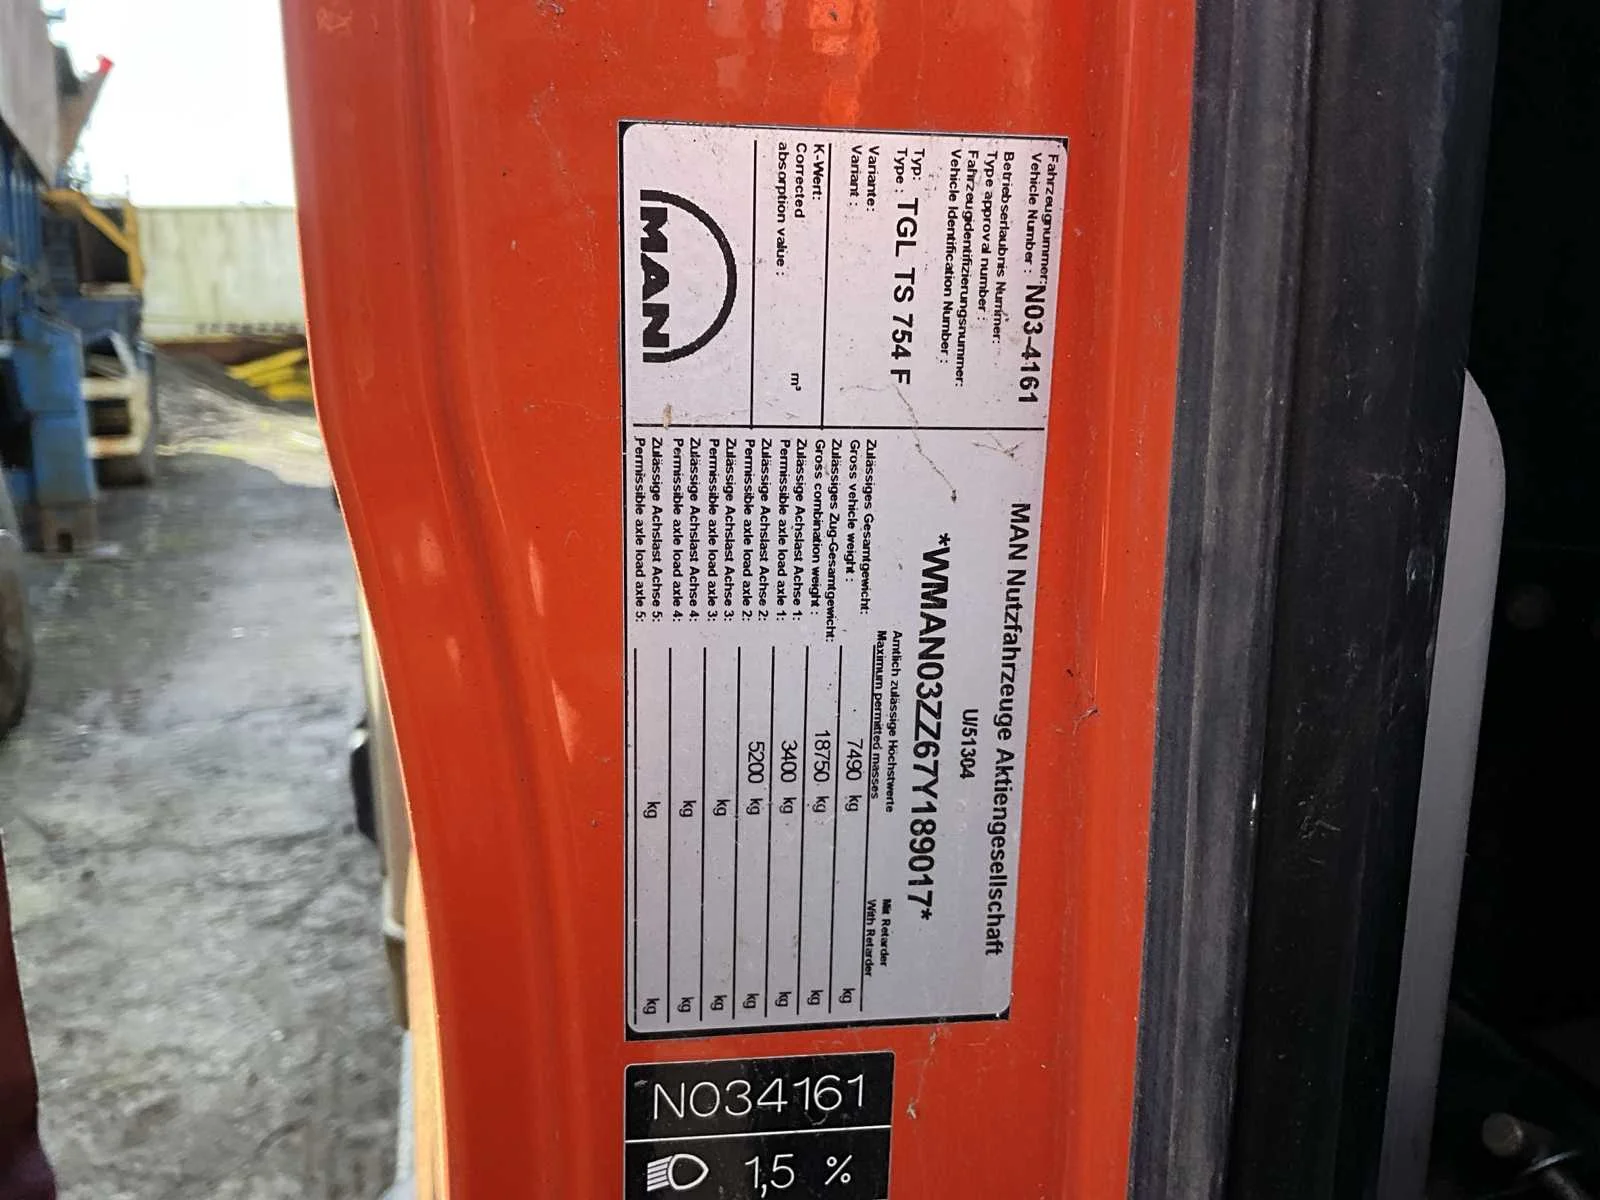 Fahrzeugnummer:
Vehicle Number : N03-4161
Betriebserlaubnis Nummer:
Type approval number :
Fahrzeugidentifizierungsnummer:
Vehicle Identification Number :
Typ:
Type : TGL TS 754 F
Variante:
Variant :
K-Wert:
Corrected
absorption value : m³
MAN
MAN Nutzfahrzeuge Aktiengesellschaft
U/51304
*WMAN03ZZ67Y189017*
Amtlich zulässige Höchstwerte
Maximum permitted masses
Mit Retarder
With Retarder
Zulässiges Gesamtgewicht:
Gross vehicle weight : 7490 kg kg
Zulässiges Zug-Gesamtgewicht:
Gross combination weight : 18750 kg kg
Zulässige Achslast Achse 1:
Permissible axle load axle 1: 3400 kg kg
Zulässige Achslast Achse 2:
Permissible axle load axle 2: 5200 kg kg
Zulässige Achslast Achse 3:
Permissible axle load axle 3: kg kg
Zulässige Achslast Achse 4:
Permissible axle load axle 4: kg kg
Zulässige Achslast Achse 5:
Permissible axle load axle 5: kg kg
N034161
1,5 %